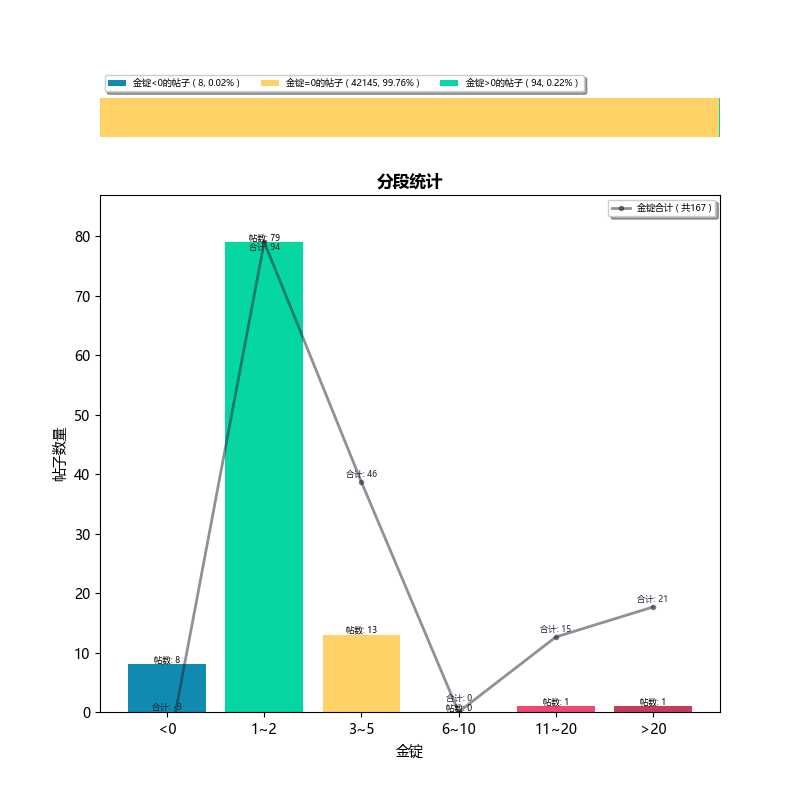 金锭<0的帖子 ( 8, 0.02% ) 金锭=0的帖子 ( 42145, 99.76% ) 金锭>0的帖子 ( 94, 0.22% )
分段统计
金锭合计 ( 共167 )
帖子数量
80
70
60
50
40
30
20
10
0
帖数: 79
合计: 94
合计: 46
合计: 21
合计: 15
帖数: 13
帖数: 8
合计: -9
合计: 0
帖数: 0
帖数: 1
帖数: 1
<0 1~2 3~5 6~10 11~20 >20
金锭